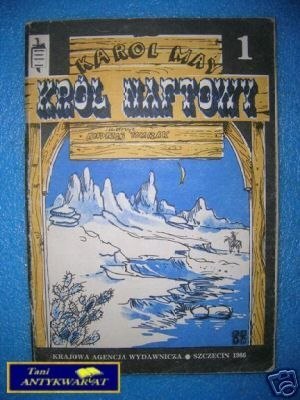 KAROL MAY
1
KRÓL NAFTOWY
KRAJOWA AGENCJA WYDAWNICZA ● SZCZECIN 1986
Tani
ANTYKWARIAT